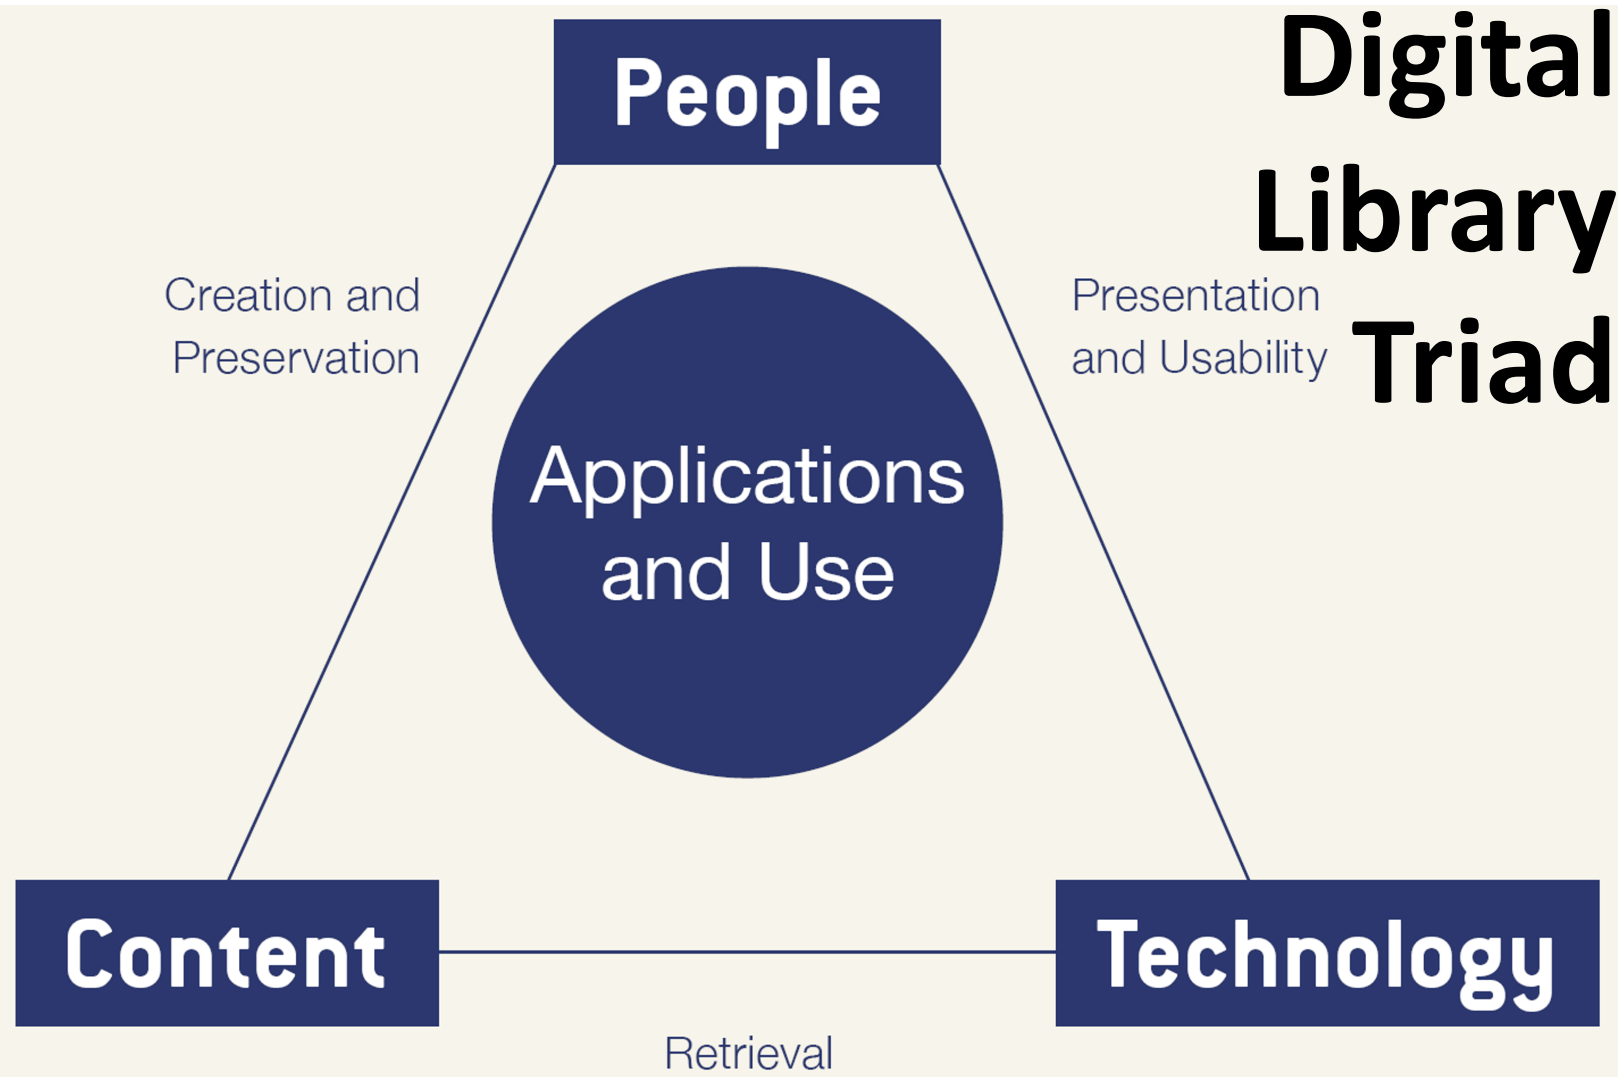 Digital
Library
Triad
People
Creation and
Preservation
Presentation
and Usability
Applications
and Use
Content
Technology
Retrieval